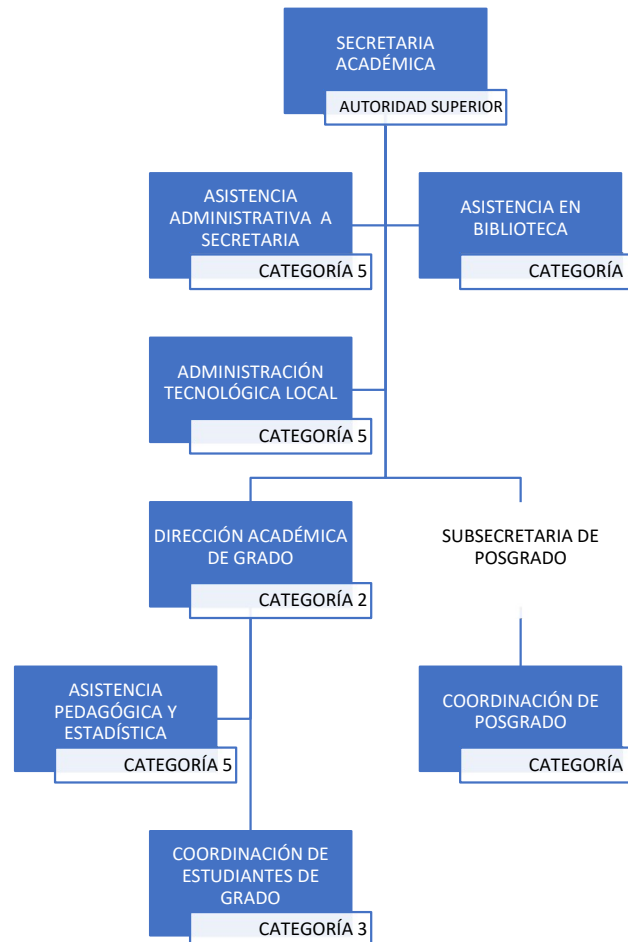 SECRETARIA
ACADÉMICA
AUTORIDAD SUPERIOR
ASISTENCIA
ADMINISTRATIVA A
SECRETARIA
CATEGORÍA 5
ASISTENCIA EN
BIBLIOTECA
CATEGORÍA
ADMINISTRACIÓN
TECNOLÓGICA LOCAL
CATEGORÍA 5
DIRECCIÓN ACADÉMICA
DE GRADO
CATEGORÍA 2
SUBSECRETARIA DE
POSGRADO
ASISTENCIA
PEDAGÓGICA Y
ESTADÍSTICA
CATEGORÍA 5
COORDINACIÓN DE
POSGRADO
CATEGORÍA
COORDINACIÓN DE
ESTUDIANTES DE
GRADO
CATEGORÍA 3